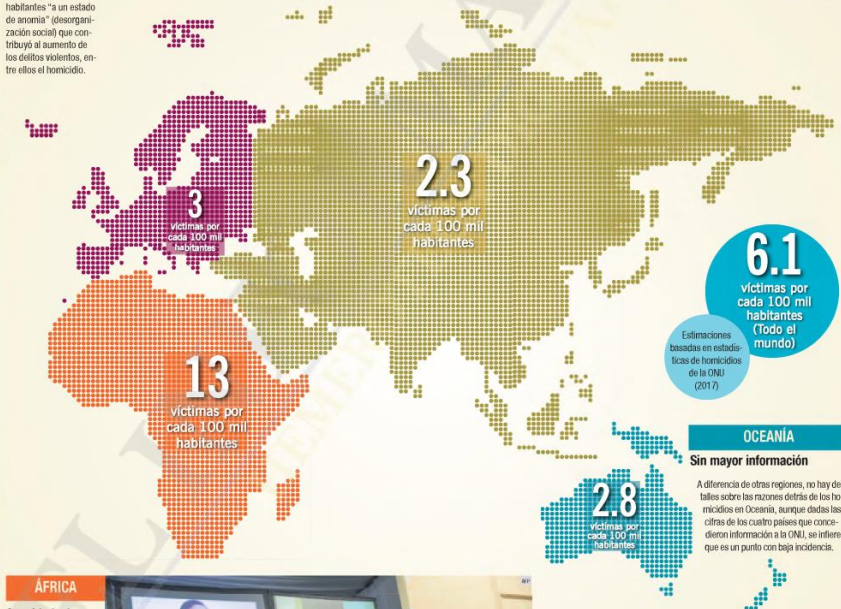 habitantes “a un estado
de anomia” (desorgani-
zación social) que con-
tribuyó al aumento de
los delitos violentos, en-
tre ellos el homicidio.
3
víctimas por
cada 100 mil
habitantes
2.3
víctimas por
cada 100 mil
habitantes
13
víctimas por
cada 100 mil
habitantes
6.1
víctimas por
cada 100 mil
habitantes
(Todo el
mundo)
Estimaciones
basadas en estadís-
ticas de homicidios
de la ONU
(2017)
OCEANÍA
Sin mayor información
A diferencia de otras regiones, no hay de
talles sobre las razones detrás de los ho
micidios en Oceanía, aunque dadas las
cifras de los cuatro países que conce-
dieron información a la ONU, se infiere
que es un punto con baja incidencia.
2.8
víctimas por
cada 100 mil
habitantes
ÁFRICA